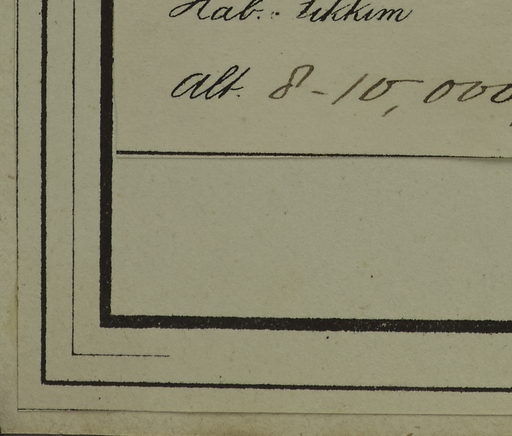 Hab.: Sikkim
Alt. 8-10,000